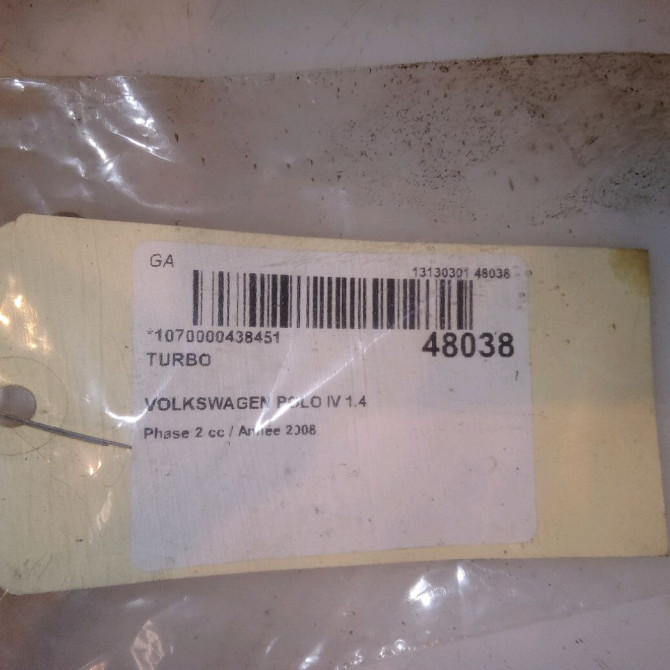 GA
13130301 48038
*1070000438451
48038
TURBO
VOLKSWAGEN POLO IV 1.4
Phase 2 cc / Année 2008